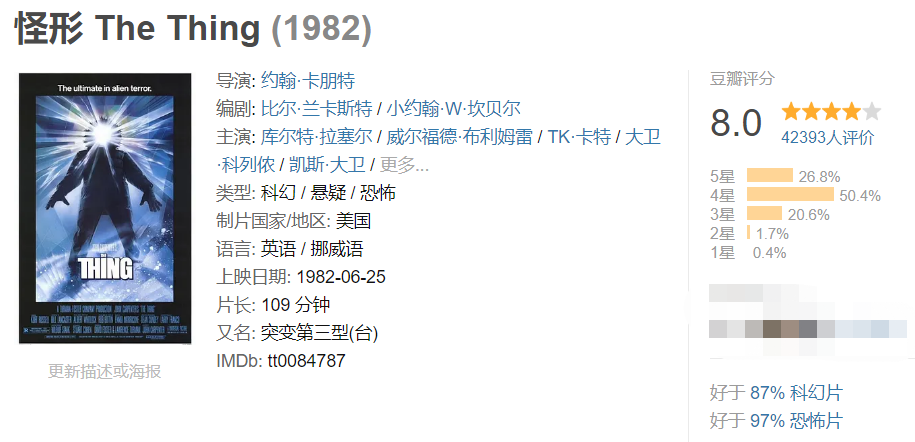 怪形 The Thing (1982)
The ultimate in alien terror.
THE THING
更新描述或海报
导演: 约翰·卡朋特
编剧: 比尔·兰卡斯特 / 小约翰·W·坎贝尔
主演: 库尔特·拉塞尔 / 威尔福德·布利姆雷 / TK·卡特 / 大卫
·科列侬 / 凯斯·大卫 / 更多...
类型: 科幻 / 悬疑 / 恐怖
制片国家/地区: 美国
语言: 英语 / 挪威语
上映日期: 1982-06-25
片长: 109 分钟
又名: 突变第三型(台)
IMDb: tt0084787
豆瓣评分
8.0
42393人评价
5星 26.8%
4星 50.4%
3星 20.6%
2星 1.7%
1星 0.4%
好于 87% 科幻片
好于 97% 恐怖片